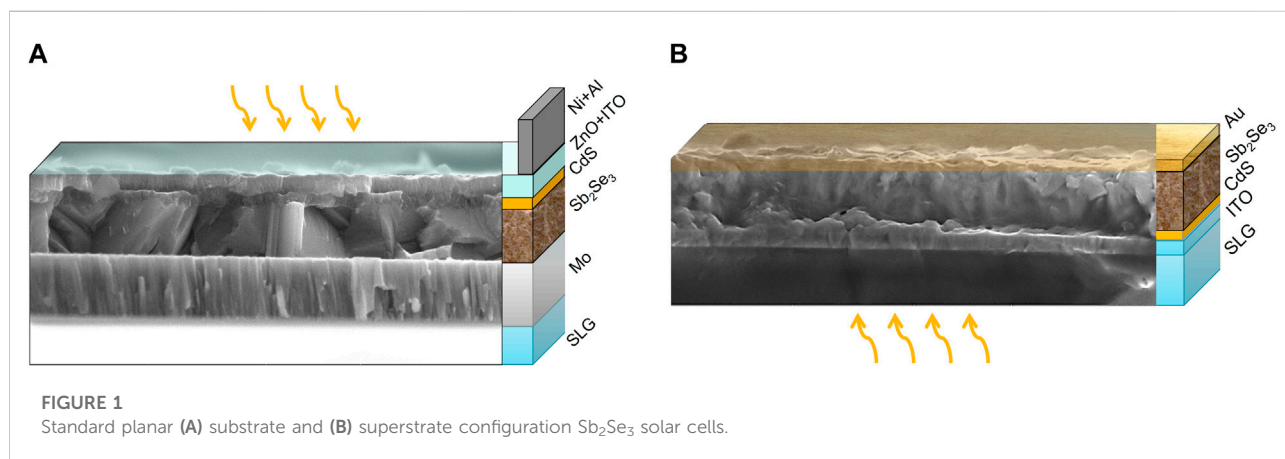 A
Ni+Al
ZnO+ITO
CdS
Sb₂Se₃
Mo
SLG
B
Au
Sb₂Se₃
CdS
ITO
SLG
FIGURE 1
Standard planar (A) substrate and (B) superstrate configuration Sb₂Se₃ solar cells.